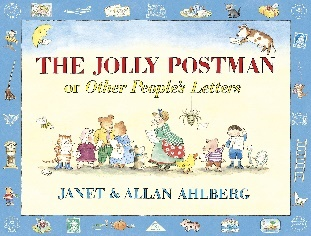 THE JOLLY POSTMAN
or Other People's Letters
JANET & ALLAN AHLBERG